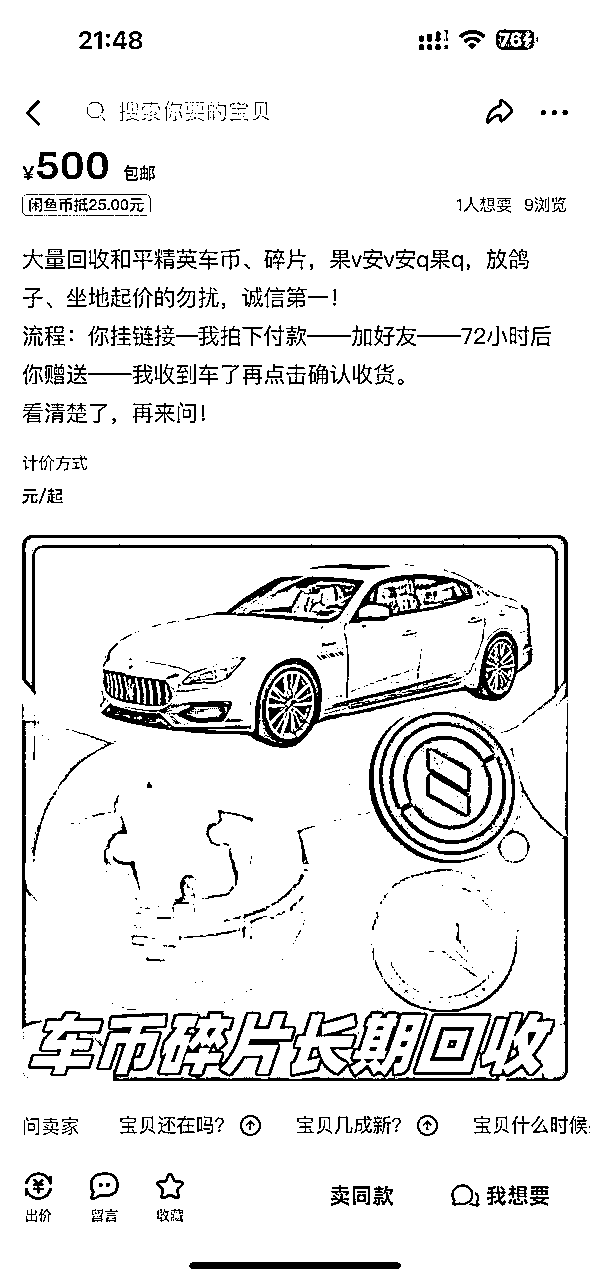 21:48
76
搜索你要的宝贝
¥500 包邮
闲鱼币抵25.00元
1人想要 9浏览
大量回收和平精英车币、碎片，果v安v安q果q，放鸽
子、坐地起价的勿扰，诚信第一！
流程：你挂链接—我拍下付款——加好友——72小时后
你赠送——我收到车了再点击确认收货。
看清楚了，再来问！
计价方式
元/起
车币碎片长期回收
问卖家 宝贝还在吗？ 宝贝几成新？ 宝贝什么时候
出价 留言 收藏 卖同款 我想要